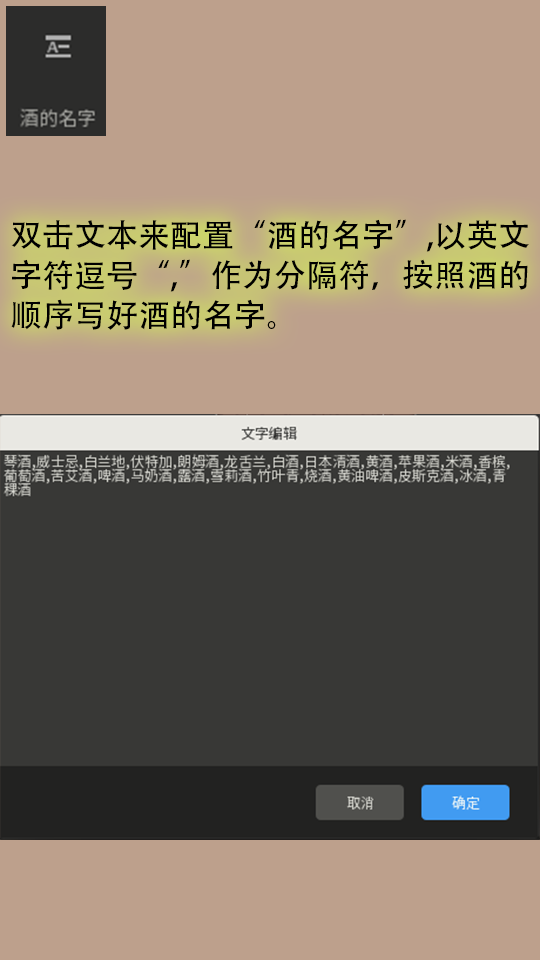 酒的名字
双击文本来配置“酒的名字”,以英文
字符逗号“,”作为分隔符，按照酒的
顺序写好酒的名字。
文字编辑
琴酒,威士忌,白兰地,伏特加,朗姆酒,龙舌兰,白酒,日本清酒,黄酒,苹果酒,米酒,香槟,
葡萄酒,苦艾酒,啤酒,马奶酒,露酒,雪莉酒,竹叶青,烧酒,黄油啤酒,皮斯克酒,冰酒,青
稞酒
取消
确定